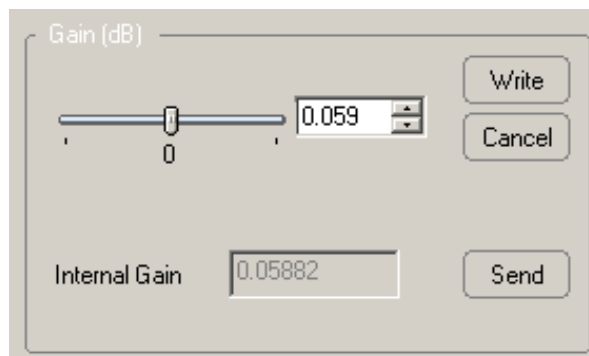 Gain (dB)
Write
0.059
Cancel
0
Internal Gain
0.05882
Send